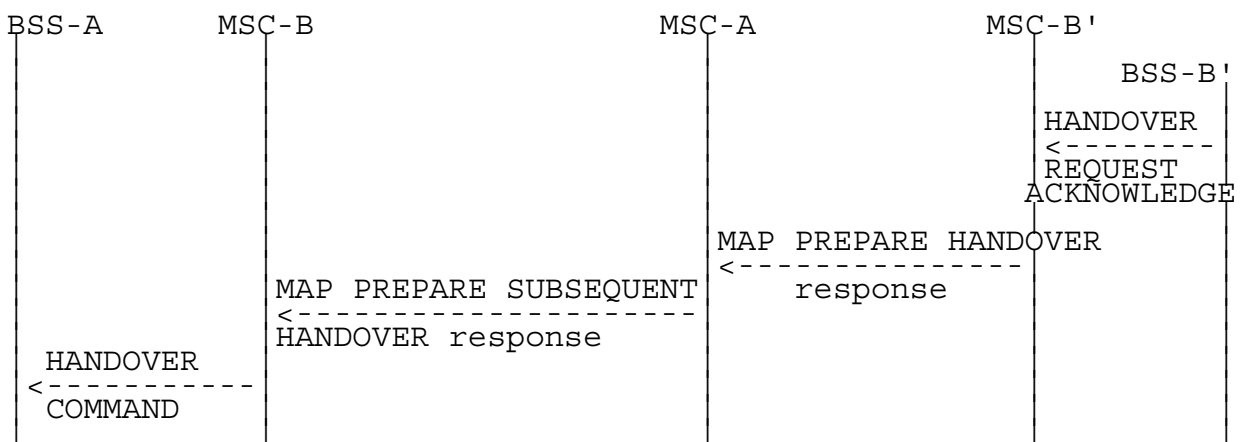 BSS-A MSC-B MSC-A MSC-B'
BSS-B'
HANDOVER
REQUEST
ACKNOWLEDGE
MAP PREPARE HANDOVER
response
MAP PREPARE SUBSEQUENT
HANDOVER response
HANDOVER
COMMAND